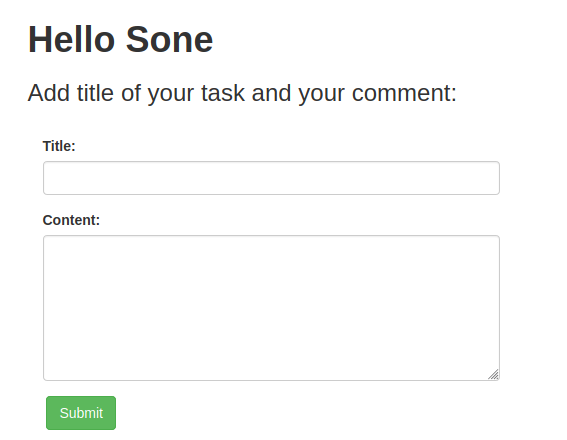 Hello Sone
Add title of your task and your comment:
Title:
Content:
Submit